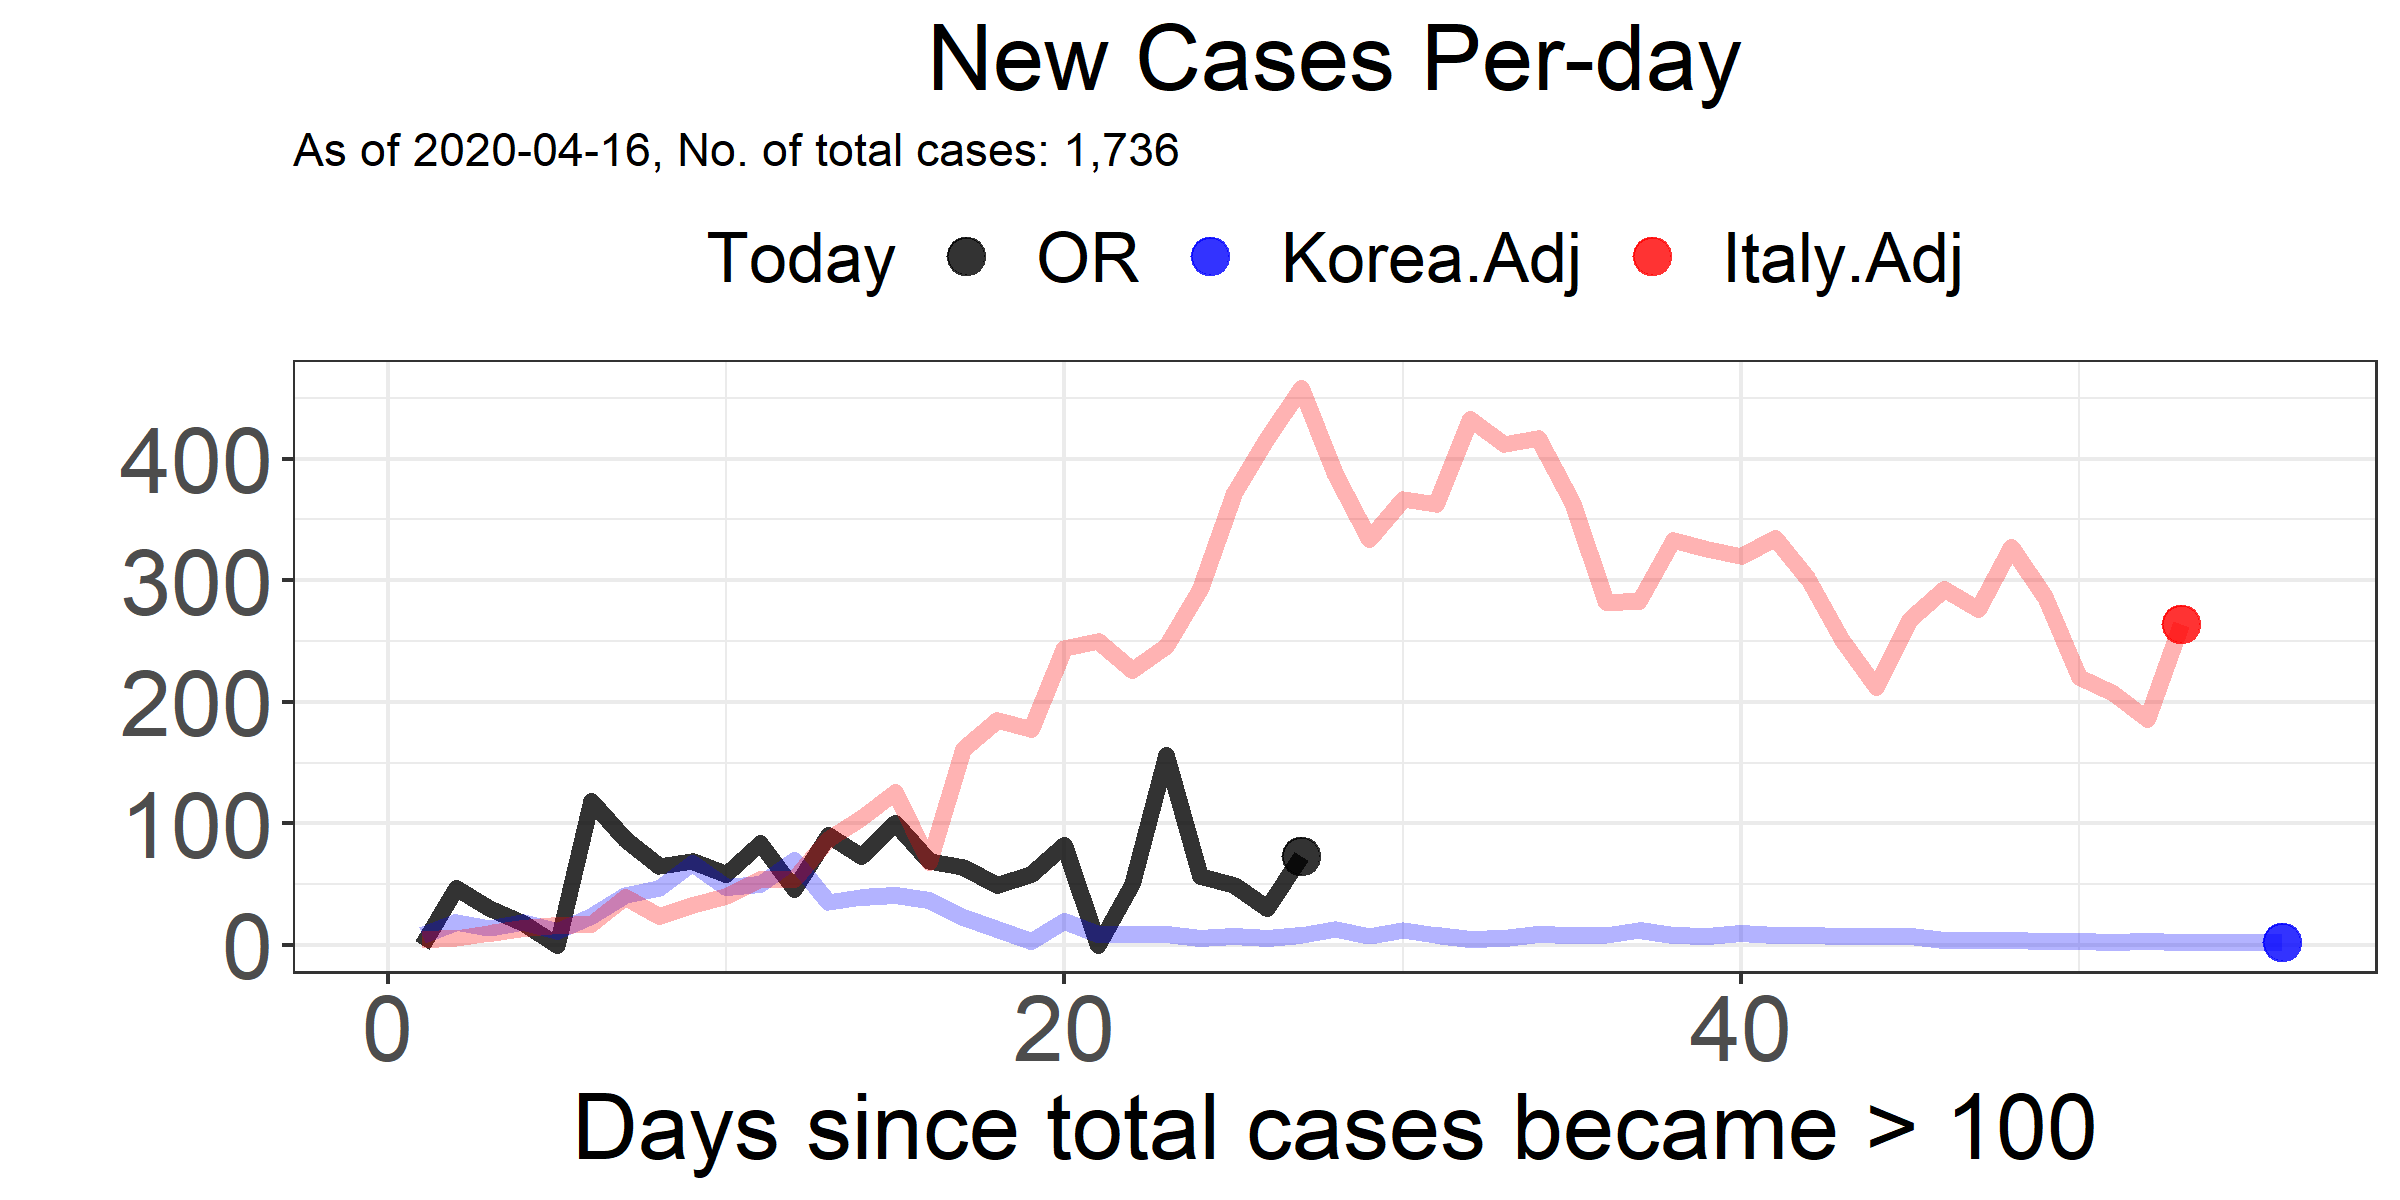 New Cases Per-day
As of 2020-04-16, No. of total cases: 1,736
Today OR Korea.Adj Italy.Adj
400
300
200
100
0
0 20 40
Days since total cases became > 100